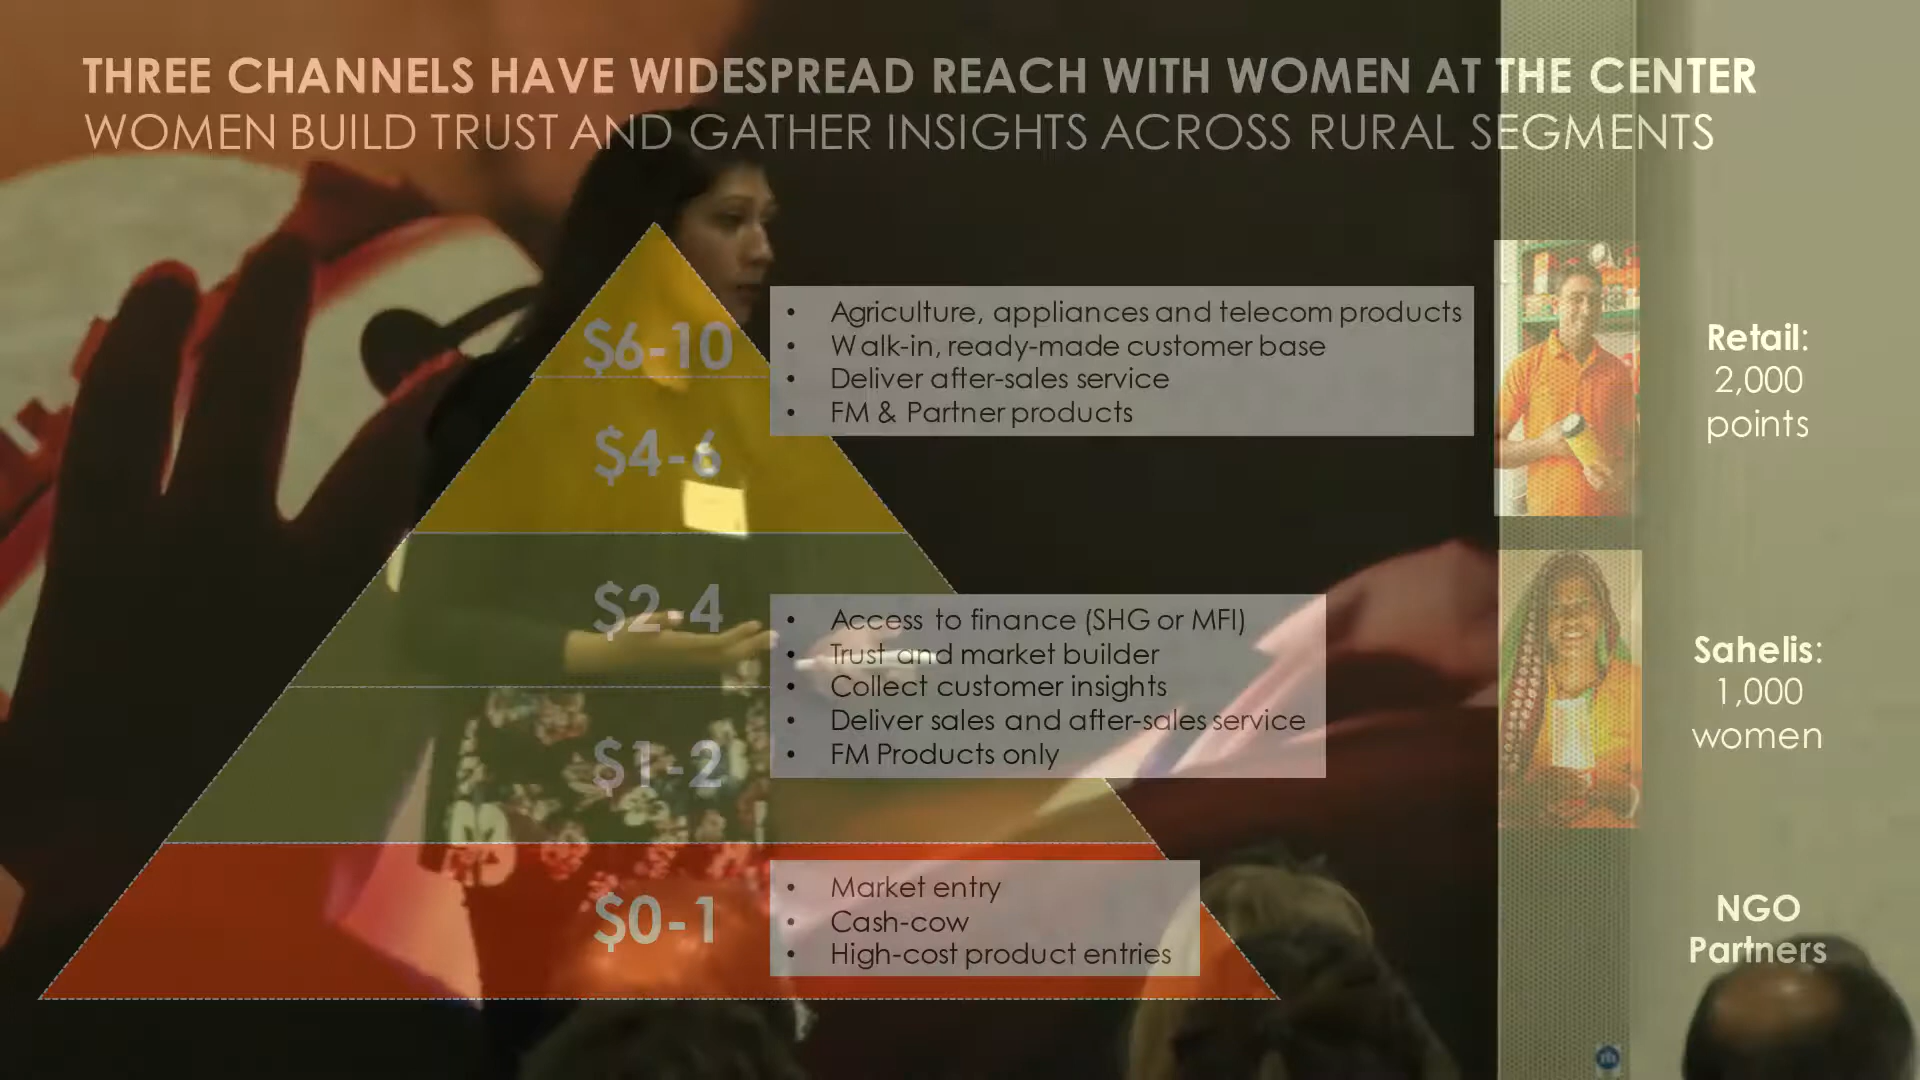 THREE CHANNELS HAVE WIDESPREAD REACH WITH WOMEN AT THE CENTER
WOMEN BUILD TRUST AND GATHER INSIGHTS ACROSS RURAL SEGMENTS
$6-10
• Agriculture, appliances and telecom products
• Walk-in, ready-made customer base
• Deliver after-sales service
• FM & Partner products
Retail:
2,000
points
$4-6
$2-4
• Access to finance (SHG or MFI)
• Trust and market builder
• Collect customer insights
• Deliver sales and after-sales service
• FM Products only
Sahelis:
1,000
women
$1-2
$0-1
• Market entry
• Cash-cow
• High-cost product entries
NGO
Partners